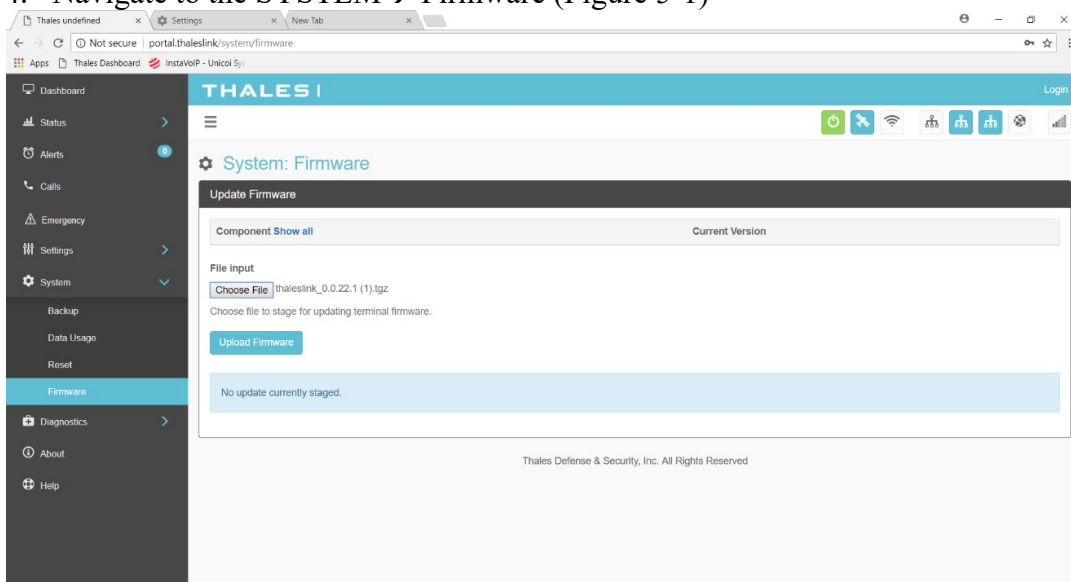 4. Navigate to the SYSTEM → Firmware (Figure 5-1)
Thales undefined × Settings × New Tab ×
Not secure | portal.thaleslink/system/firmware
Apps Thales Dashboard InstaVoIP - Unicoi Sy
Dashboard
Status
Alerts 0
Calls
Emergency
Settings
System
Backup
Data Usage
Reset
Firmware
Diagnostics
About
Help
THALES
Login
System: Firmware
Update Firmware
Component Show all Current Version
File input
Choose File thaleslink_0.0.22.1 (1).tgz
Choose file to stage for updating terminal firmware.
Upload Firmware
No update currently staged.
Thales Defense & Security, Inc. All Rights Reserved